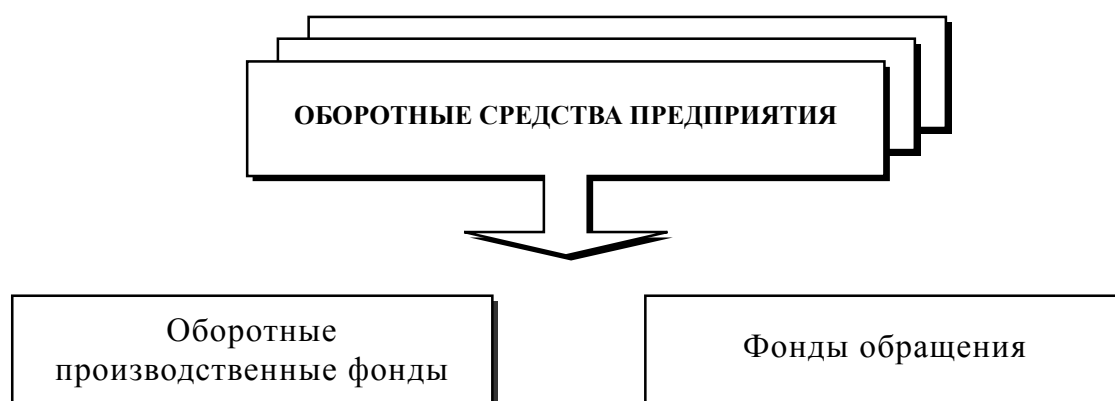 ОБОРОТНЫЕ СРЕДСТВА ПРЕДПРИЯТИЯ
Оборотные
производственные фонды
Фонды обращения